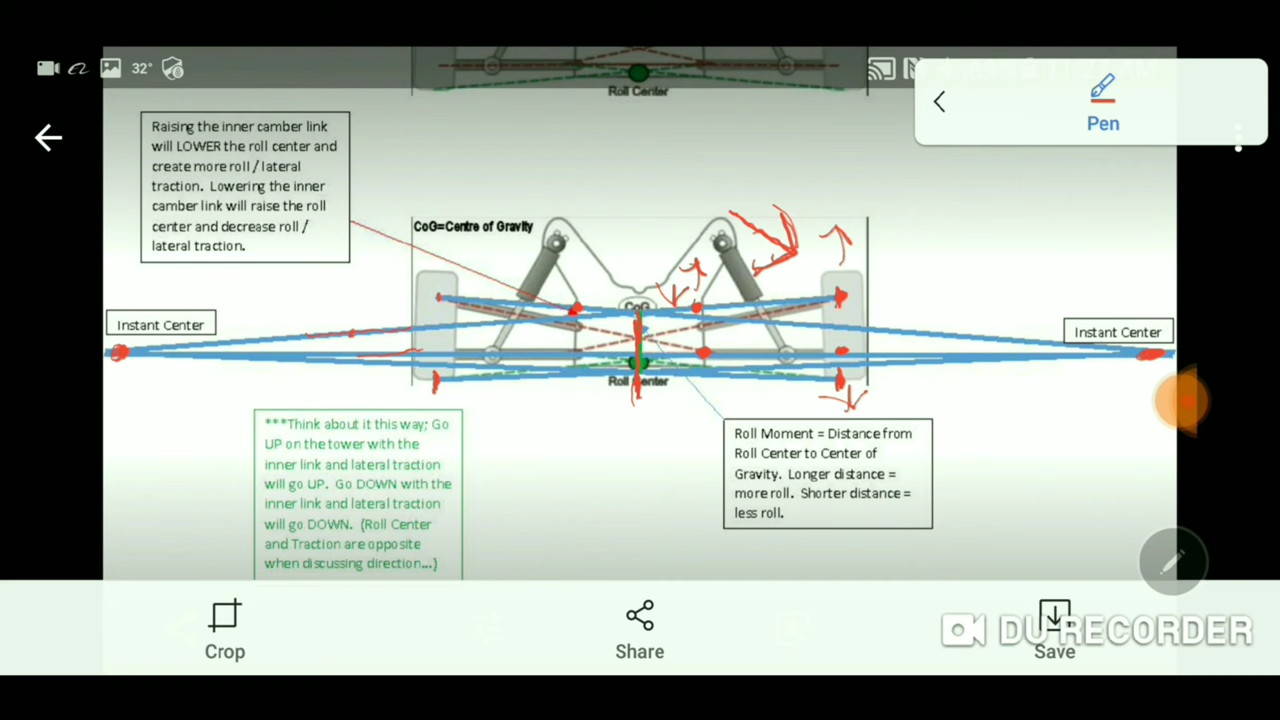 32°
Roll Center
Pen
Raising the inner camber link
will LOWER the roll center and
create more roll / lateral
traction. Lowering the inner
camber link will raise the roll
center and decrease roll /
lateral traction.
CoG=Centre of Gravity
CoG
Instant Center
Instant Center
Roll Center
***Think about it this way; Go
UP on the tower with the
inner link and lateral traction
will go UP. Go DOWN with the
inner link and lateral traction
will go DOWN. (Roll Center
and Traction are opposite
when discussing direction...)
Roll Moment = Distance from
Roll Center to Center of
Gravity. Longer distance =
more roll. Shorter distance =
less roll.
Crop
Share
Save
DU RECORDER